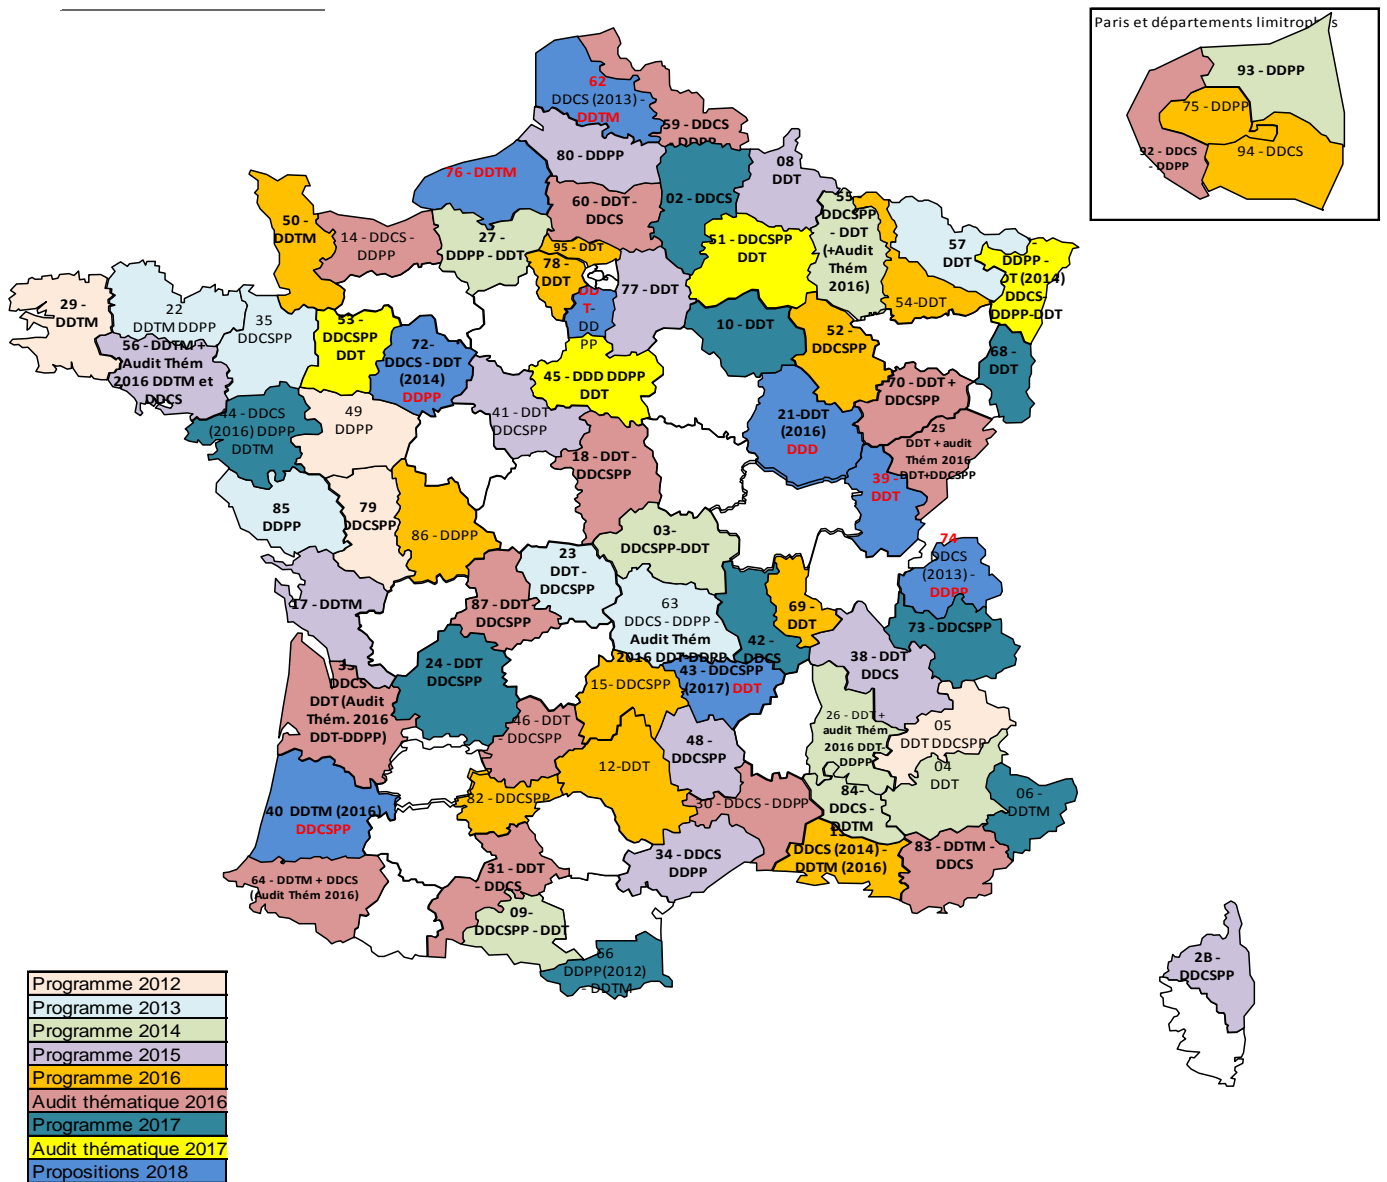 Paris et départements limitrophes
93 - DDPP
75 - DDPP
92 - DDCS
- DDPP
94 - DDCS
62
DDCS (2013) -
DDTM
59 - DDCS
DDPP
80 - DDPP
08
DDT
76 - DDTM
02 - DDCS
60 - DDT -
DDCS
55
DDCSPP
- DDT
(+Audit
Thém
2016)
50 -
DDTM
14 - DDCS -
DDPP
27 -
DDPP - DDT
95 - DDT
78 -
DDT
51 - DDCSPP
DDT
57
DDT
DDPP -
DT (2014)
DDCS-
DDPP-DDT
54-DDT
77 - DDT
DD
T-
DD
PP
29 -
DDTM
22
DDTM DDPP
35
DDCSPP
53 -
DDCSPP
DDT
72-
DDCS - DDT
(2014)
DDPP
10 - DDT
52 -
DDCSPP
68 -
DDT
56 - DDTM +
Audit Thém
2016 DDTM et
DDCS
45 - DDD DDPP
DDT
70 - DDT +
DDCSPP
44 - DDCS
(2016) DDPP
DDTM
49
DDPP
41 - DDT
DDCSPP
21-DDT
(2016)
DDD
25
DDT + audit
Thém 2016
DDT+DDCSPP
18 - DDT -
DDCSPP
39 -
DDT
85
DDPP
79
DDCSPP
86 - DDPP
03-
DDCSPP-DDT
74
DDCS
(2013) -
DDPP
23
DDT -
DDCSPP
17 - DDTM
87 - DDT
DDCSPP
63
DDCS - DDPP -
Audit Thém
2016 DDT-DDPP
69 -
DDT
73 - DDCSPP
42 -
DDCS
38 - DDT
DDCS
24 - DDT
DDCSPP
43 - DDCSPP
(2017) DDT
15 - DDCSPP
33
DDCS
DDT (Audit
Thém. 2016
DDT-DDPP)
46 - DDT
- DDCSPP
26 - DDT +
audit Thém
2016 DDT-
DDPP
05
DDT DDCSPP
48 -
DDCSPP
12-DDT
04
DDT
06 -
DDTM
40 DDTM (2016)
DDCSPP
82 - DDCSPP
30 - DDCS - DDPP
84-
DDCS -
DDTM
13
DDCS (2014) -
DDTM (2016)
83 - DDTM -
DDCS
34 - DDCS
DDPP
31 - DDT
- DDCS
64 - DDTM + DDCS
(Audit Thém 2016)
09-
DDCSPP - DDT
66
DDPP(2012)
- DDTM
2B -
DDCSPP
Programme 2012
Programme 2013
Programme 2014
Programme 2015
Programme 2016
Audit thématique 2016
Programme 2017
Audit thématique 2017
Propositions 2018